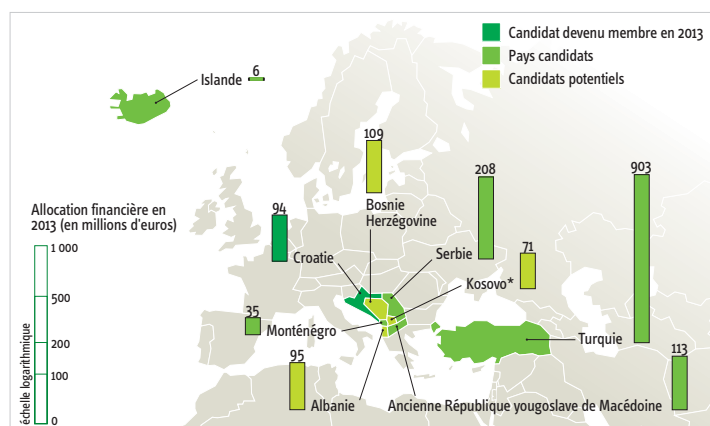 Candidat devenu membre en 2013
Pays candidats
Candidats potentiels
Islande
6
109
208
903
Allocation financière en
2013 (en millions d'euros)
94
Bosnie
Herzégovine
1 000
71
Croatie
Serbie
Kosovo*
500
35
Monténégro
Turquie
200
113
95
100
Albanie
Ancienne République yougoslave de Macédoine
0
échelle logarithmique